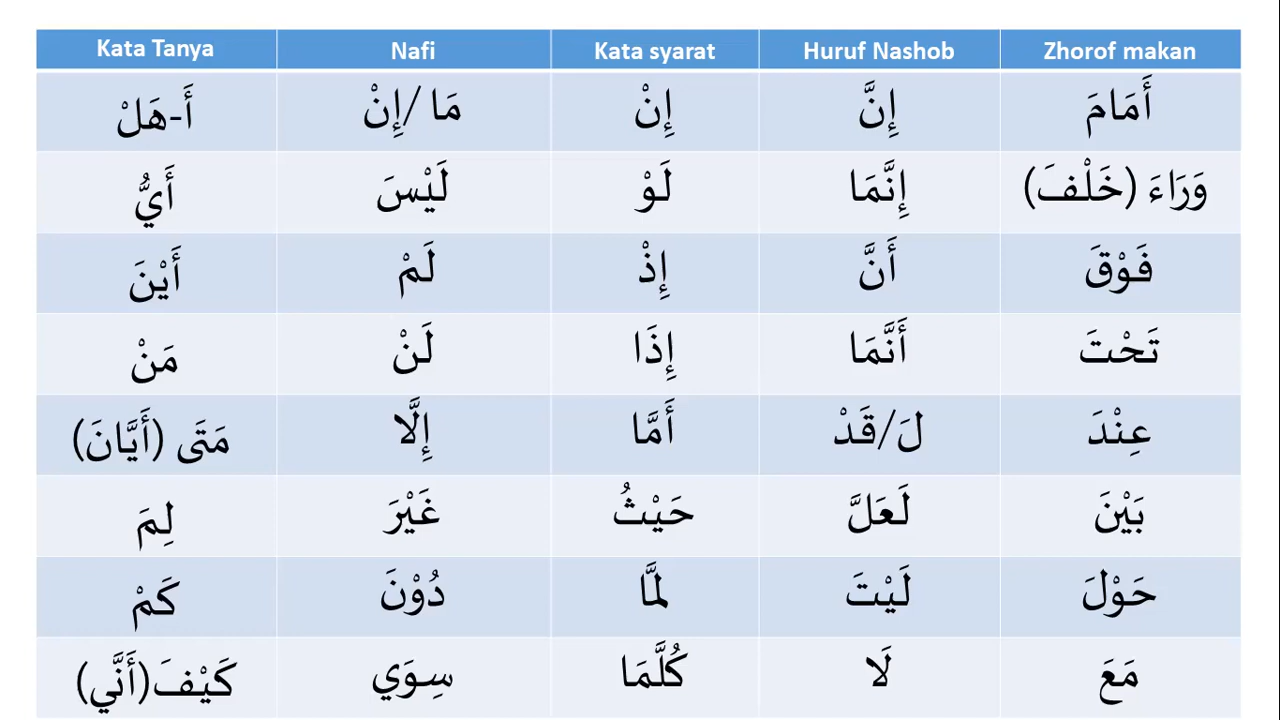 Kata Tanya Nafi Kata syarat Huruf Nashob Zhorof makan
أَ-هَلْ مَا /إِنْ إِنْ إِنَّ أَمَامَ
أَيُّ لَيْسَ لَوْ إِنَّمَا وَرَاءَ (خَلْفَ)
أَيْنَ لَمْ إِذْ أَنَّ فَوْقَ
مَنْ لَنْ إِذَا أَنَّمَا تَحْتَ
مَتَى (أَيَّانَ) إِلَّا أَمَّا لَ/قَدْ عِنْدَ
لِمَ غَيْرَ حَيْثُ لَعَلَّ بَيْنَ
كَمْ دُوْنَ لَمَّا لَيْتَ حَوْلَ
كَيْفَ(أَنَّي) سِوَي كُلَّمَا لَا مَعَ